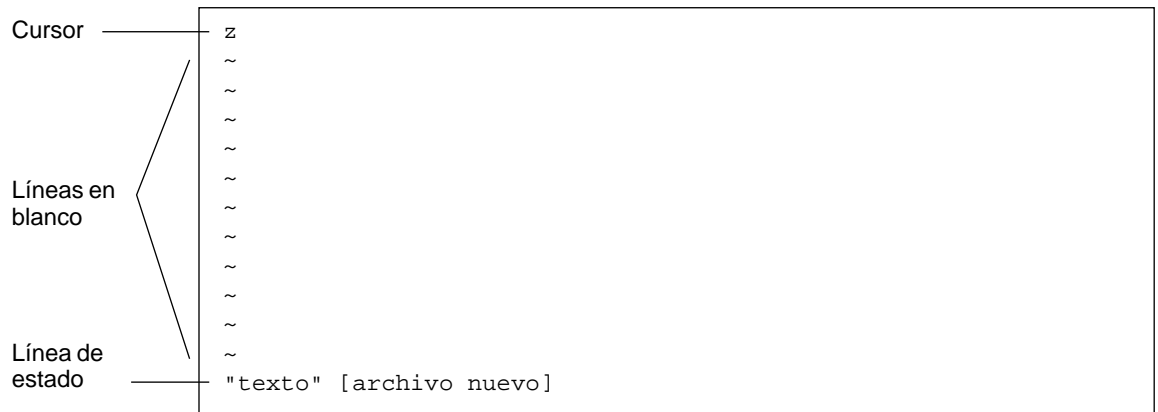 Cursor
z
~
~
~
~
~
~
~
~
~
~
~
Líneas en
blanco
Línea de
estado
"texto" [archivo nuevo]